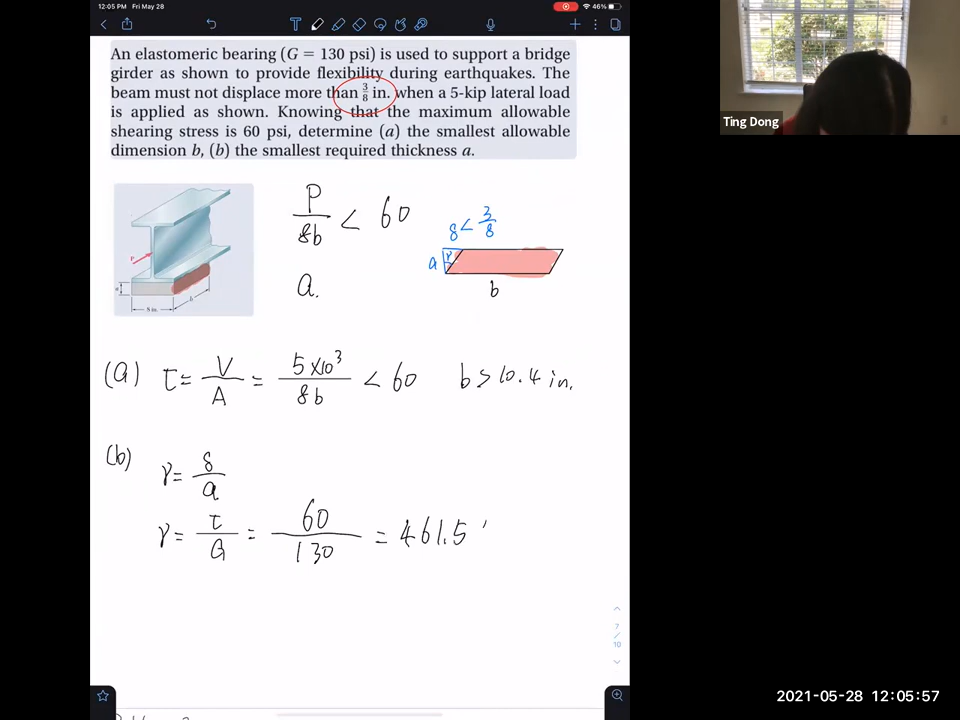 12:05 PM Fri May 28
46%
An elastomeric bearing (G = 130 psi) is used to support a bridge
girder as shown to provide flexibility during earthquakes. The
beam must not displace more than 3/8 in. when a 5-kip lateral load
is applied as shown. Knowing that the maximum allowable
shearing stress is 60 psi, determine (a) the smallest allowable
dimension b, (b) the smallest required thickness a.
P/8b < 60
δ < 3/8
a γ
b
a.
P
a
b
8 in.
(a) τ = V/A = 5×10³/8b < 60 b > 10.4 in.
(b)
γ = δ/a
γ = τ/G = 60/130 = 461.5
7/10
Ting Dong
2021-05-28 12:05:57